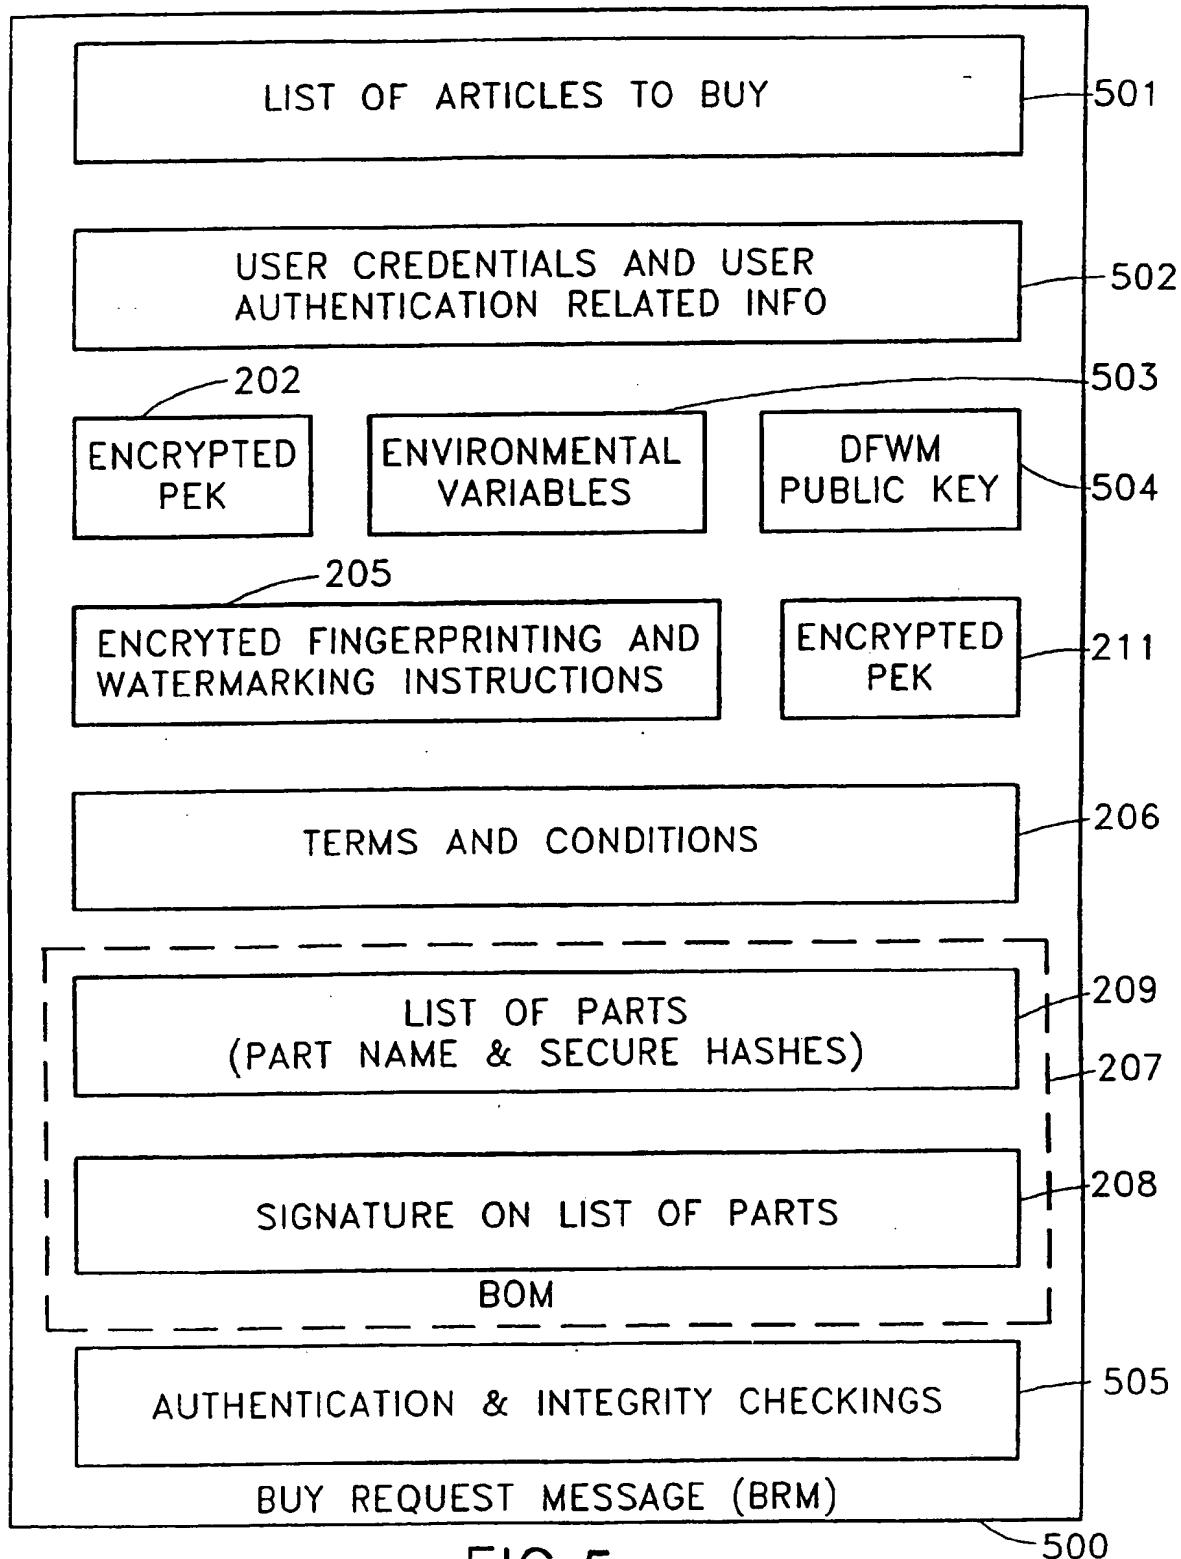 LIST OF ARTICLES TO BUY
501
USER CREDENTIALS AND USER
AUTHENTICATION RELATED INFO
502
202
503
ENCRYPTED
PEK
ENVIRONMENTAL
VARIABLES
DFWM
PUBLIC KEY
504
205
ENCRYTED FINGERPRINTING AND
WATERMARKING INSTRUCTIONS
ENCRYPTED
PEK
211
TERMS AND CONDITIONS
206
LIST OF PARTS
(PART NAME & SECURE HASHES)
209
207
SIGNATURE ON LIST OF PARTS
208
BOM
AUTHENTICATION & INTEGRITY CHECKINGS
505
BUY REQUEST MESSAGE (BRM)
500
FIG.5